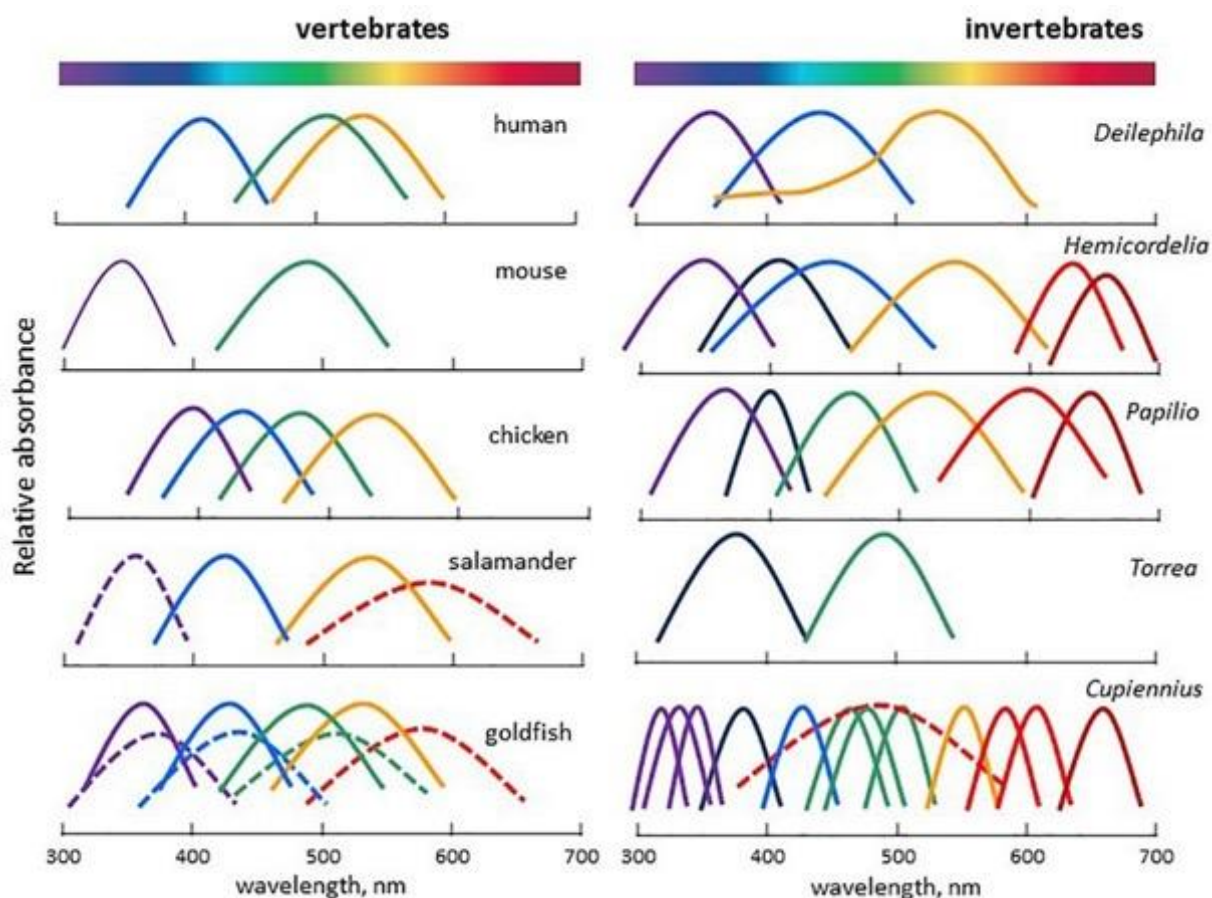 vertebrates
invertebrates
human
Deilephila
mouse
Hemicordelia
chicken
Papilio
salamander
Torrea
goldfish
Cupiennius
Relative absorbance
300 400 500 600 700
300 400 500 600 700
wavelength, nm
wavelength, nm